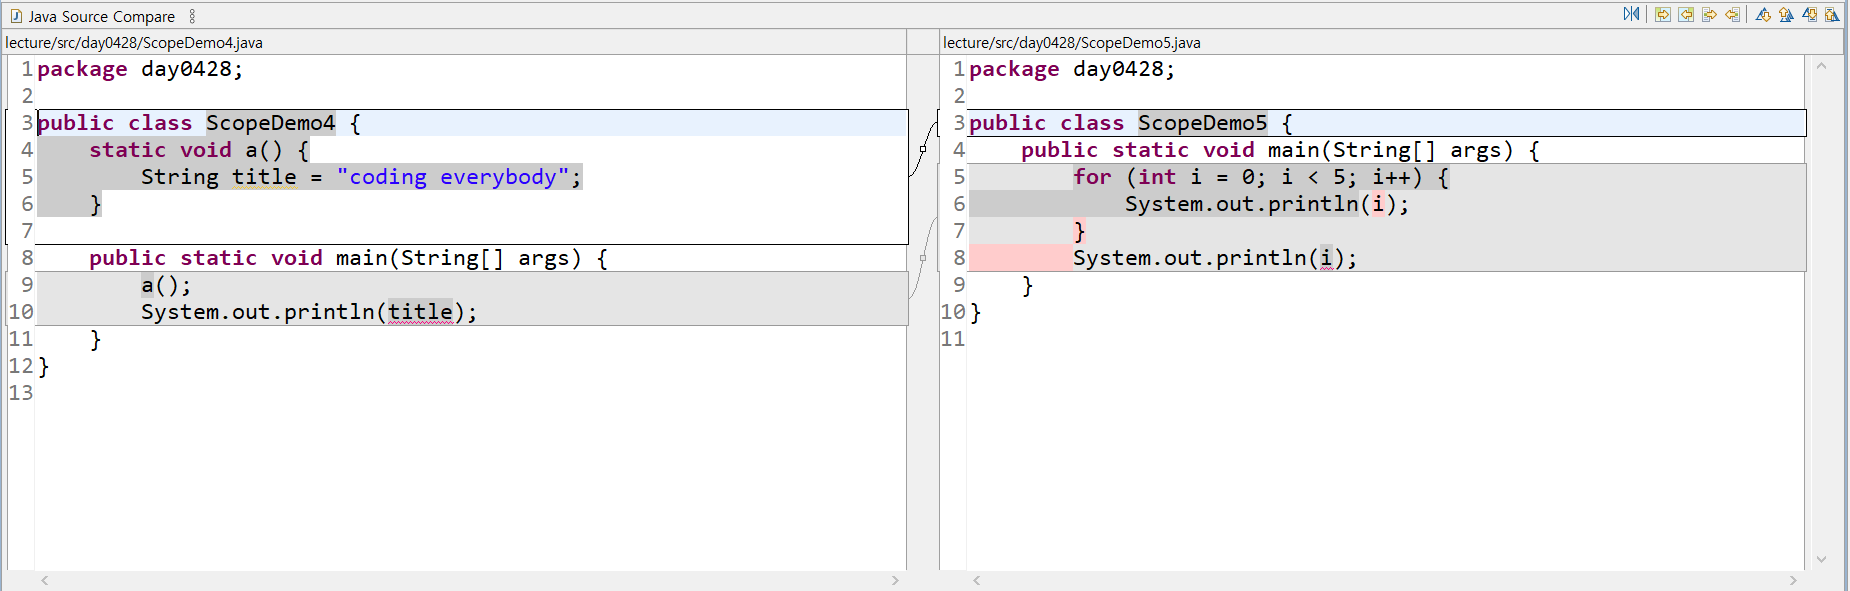 Java Source Compare
lecture/src/day0428/ScopeDemo4.java
1 package day0428;
2
3 public class ScopeDemo4 {
4     static void a() {
5         String title = "coding everybody";
6     }
7
8     public static void main(String[] args) {
9         a();
10         System.out.println(title);
11     }
12 }
13
lecture/src/day0428/ScopeDemo5.java
1 package day0428;
2
3 public class ScopeDemo5 {
4     public static void main(String[] args) {
5         for (int i = 0; i < 5; i++) {
6             System.out.println(i);
7         }
8         System.out.println(i);
9     }
10 }
11